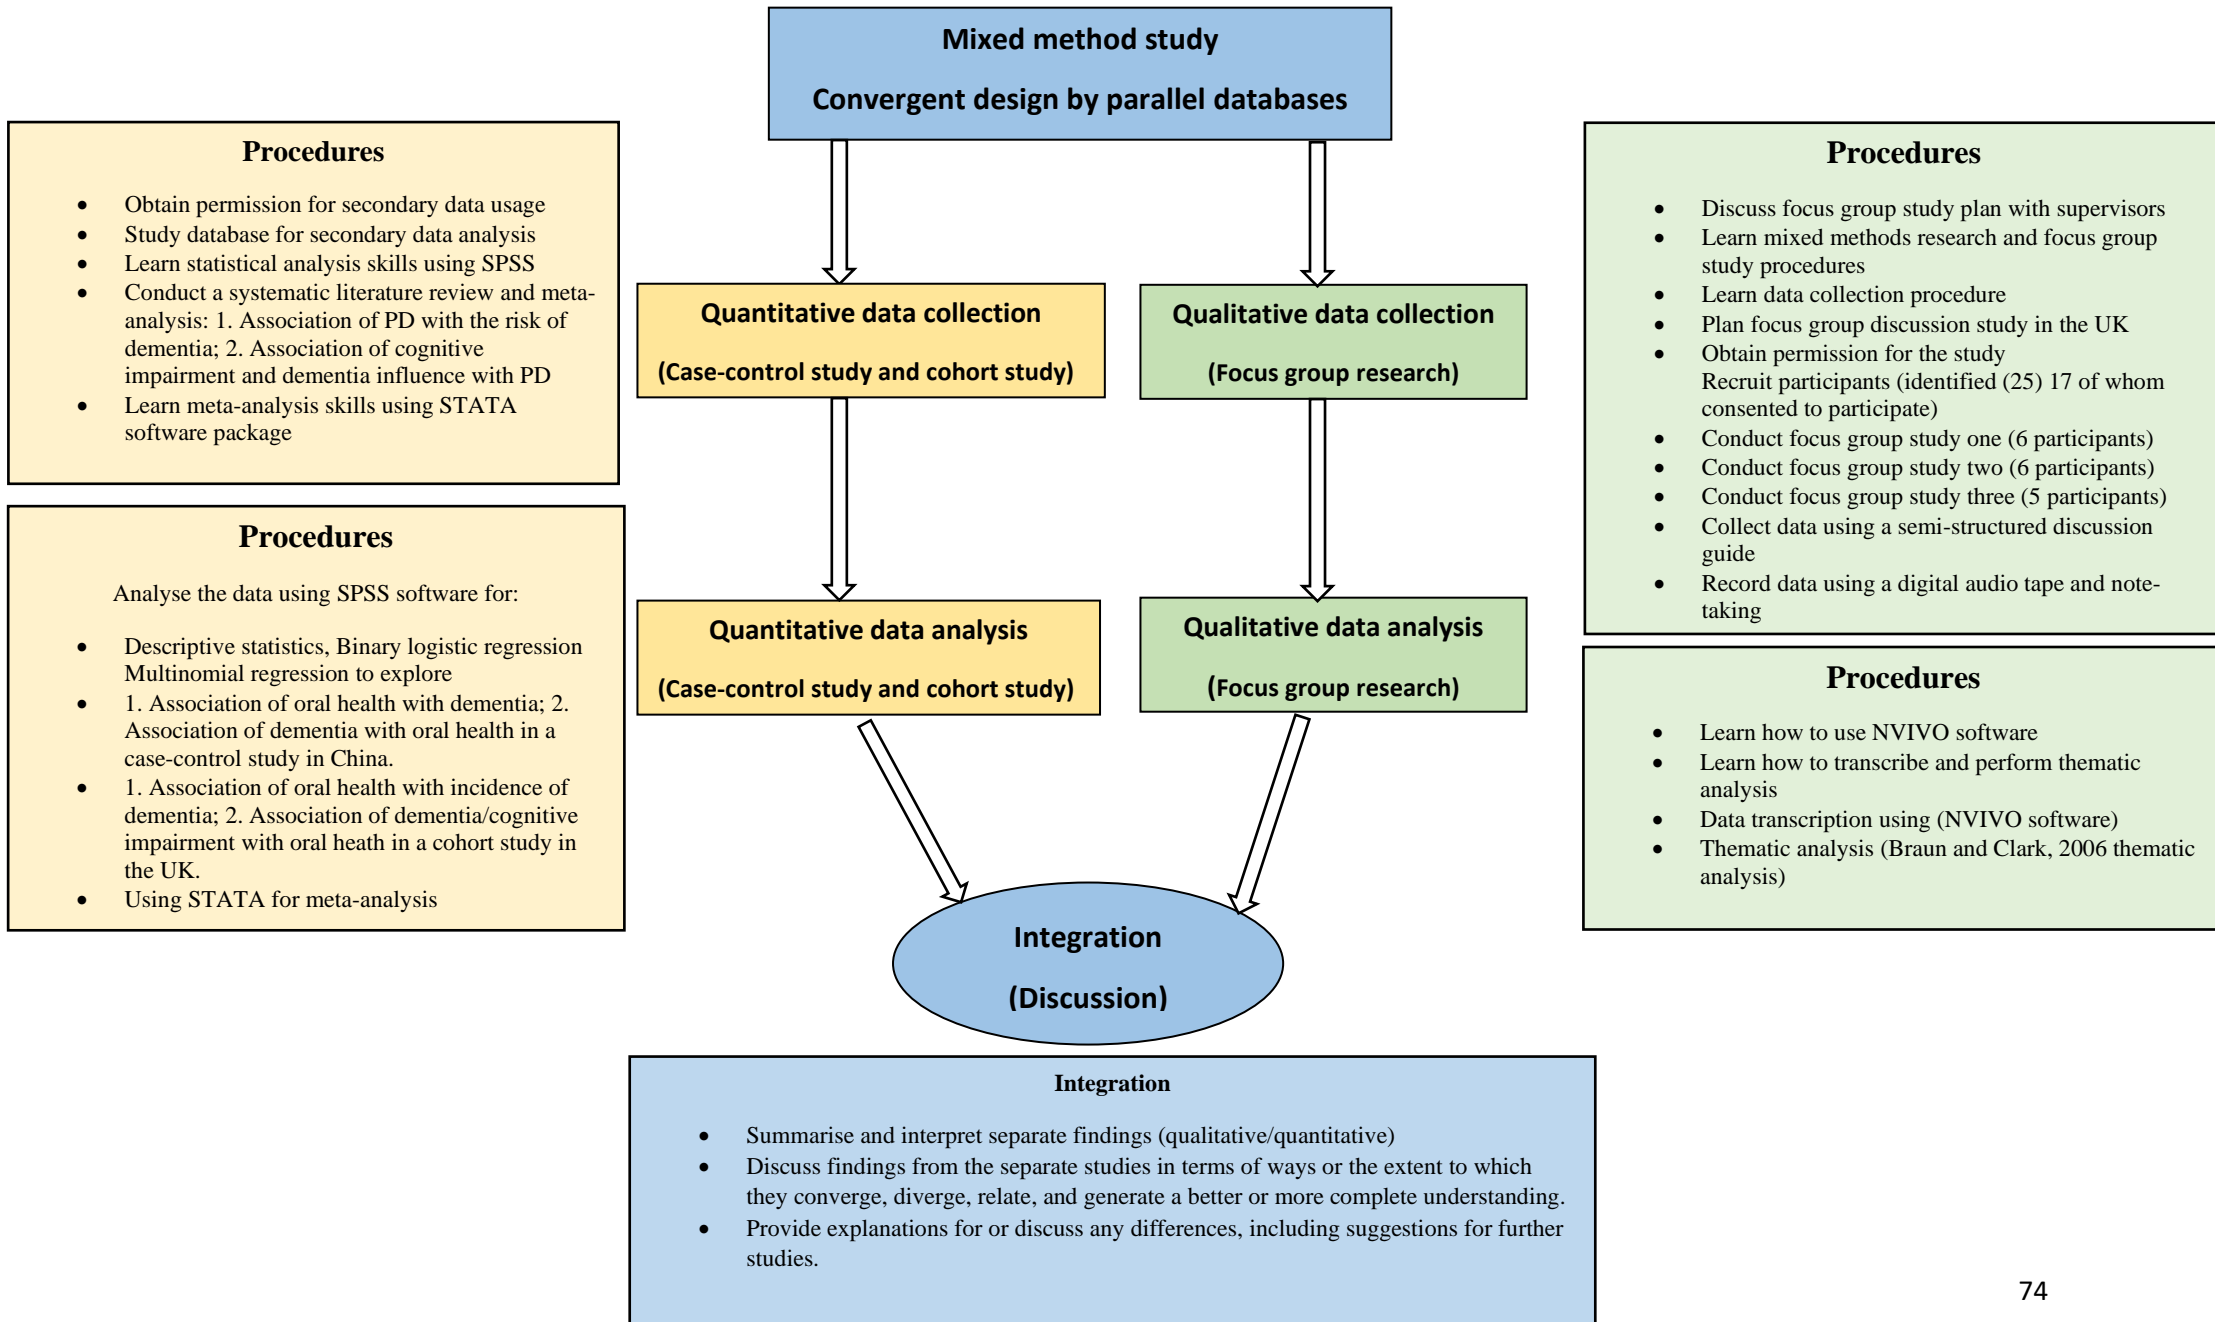 Mixed method study
Convergent design by parallel databases
Procedures
• Obtain permission for secondary data usage
• Study database for secondary data analysis
• Learn statistical analysis skills using SPSS
• Conduct a systematic literature review and meta-
analysis: 1. Association of PD with the risk of
dementia; 2. Association of cognitive
impairment and dementia influence with PD
• Learn meta-analysis skills using STATA
software package
Procedures
Analyse the data using SPSS software for:
• Descriptive statistics, Binary logistic regression
Multinomial regression to explore
• 1. Association of oral health with dementia; 2.
Association of dementia with oral health in a
case-control study in China.
• 1. Association of oral health with incidence of
dementia; 2. Association of dementia/cognitive
impairment with oral heath in a cohort study in
the UK.
• Using STATA for meta-analysis
Quantitative data collection
(Case-control study and cohort study)
Qualitative data collection
(Focus group research)
Quantitative data analysis
(Case-control study and cohort study)
Qualitative data analysis
(Focus group research)
Procedures
• Discuss focus group study plan with supervisors
• Learn mixed methods research and focus group
study procedures
• Learn data collection procedure
• Plan focus group discussion study in the UK
• Obtain permission for the study
Recruit participants (identified (25) 17 of whom
consented to participate)
• Conduct focus group study one (6 participants)
• Conduct focus group study two (6 participants)
• Conduct focus group study three (5 participants)
• Collect data using a semi-structured discussion
guide
• Record data using a digital audio tape and note-
taking
Procedures
• Learn how to use NVIVO software
• Learn how to transcribe and perform thematic
analysis
• Data transcription using (NVIVO software)
• Thematic analysis (Braun and Clark, 2006 thematic
analysis)
Integration
(Discussion)
Integration
• Summarise and interpret separate findings (qualitative/quantitative)
• Discuss findings from the separate studies in terms of ways or the extent to which
they converge, diverge, relate, and generate a better or more complete understanding.
• Provide explanations for or discuss any differences, including suggestions for further
studies.
74